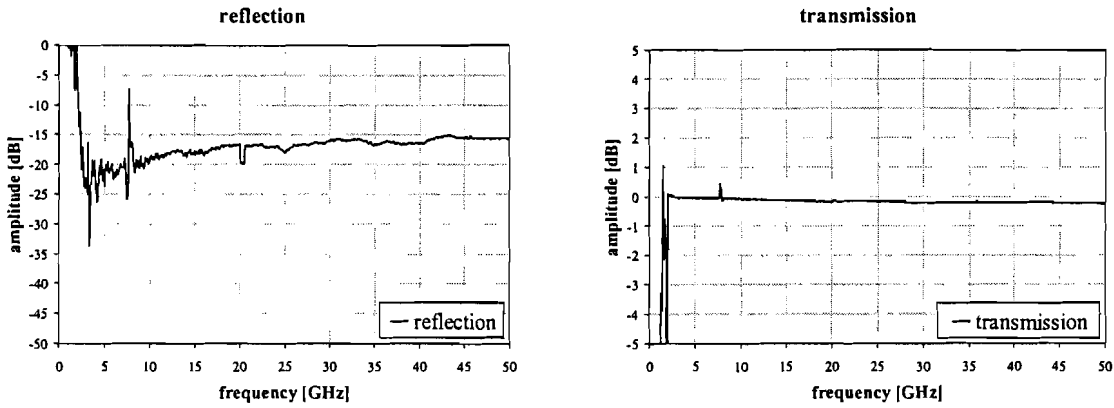 reflection
0
-5
-10
-15
-20
-25
-30
-35
-40
-45
-50
amplitude [dB]
0 5 10 15 20 25 30 35 40 45 50
frequency [GHz]
reflection
transmission
5
4
3
2
1
0
-1
-2
-3
-4
-5
amplitude [dB]
0 5 10 15 20 25 30 35 40 45 50
frequency [GHz]
transmission